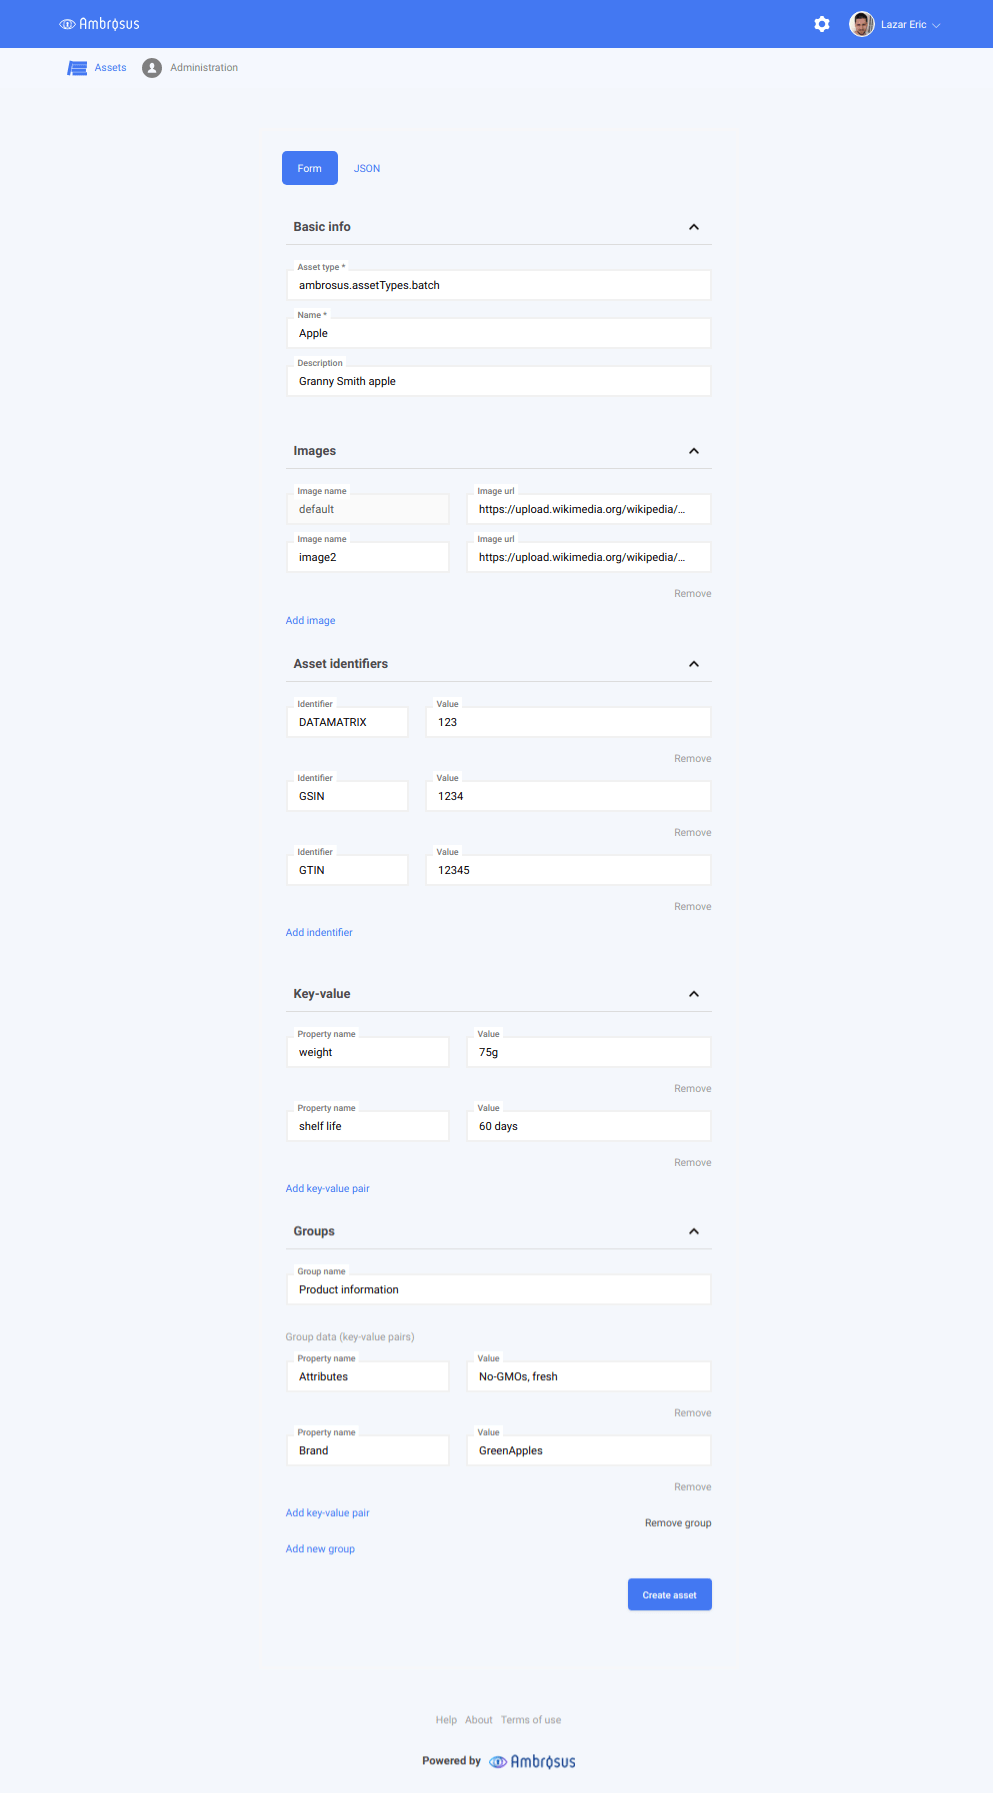 Ambrosus
Lazar Eric
Assets
Administration
Form
JSON
Basic info
Asset type *
ambrosus.assetTypes.batch
Name *
Apple
Description
Granny Smith apple
Images
Image name
Image url
default
https://upload.wikimedia.org/wikipedia/...
Image name
Image url
image2
https://upload.wikimedia.org/wikipedia/...
Remove
Add image
Asset identifiers
Identifier
Value
DATAMATRIX
123
Remove
Identifier
Value
GSIN
1234
Remove
Identifier
Value
GTIN
12345
Remove
Add indentifier
Key-value
Property name
Value
weight
75g
Remove
Property name
Value
shelf life
60 days
Remove
Add key-value pair
Groups
Group name
Product information
Group data (key-value pairs)
Property name
Value
Attributes
No-GMOs, fresh
Remove
Property name
Value
Brand
GreenApples
Remove
Add key-value pair
Remove group
Add new group
Create asset
Help About Terms of use
Powered by Ambrosus